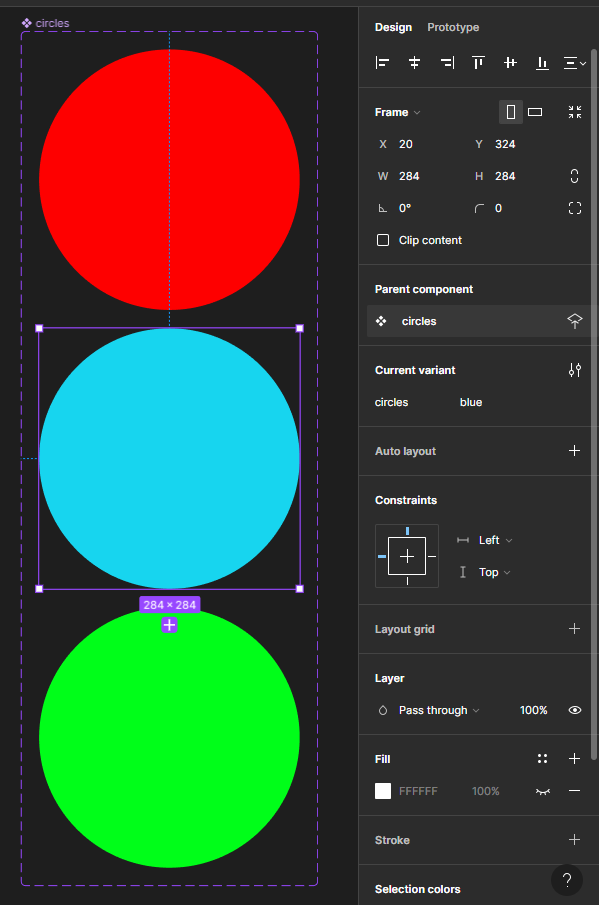 circles
Design Prototype
Frame
X 20 Y 324
W 284 H 284
0° 0
Clip content
Parent component
circles
Current variant
circles blue
Auto layout
Constraints
Left
Top
284 × 284
Layout grid
Layer
Pass through 100%
Fill
FFFFFF 100%
Stroke
?
Selection colors